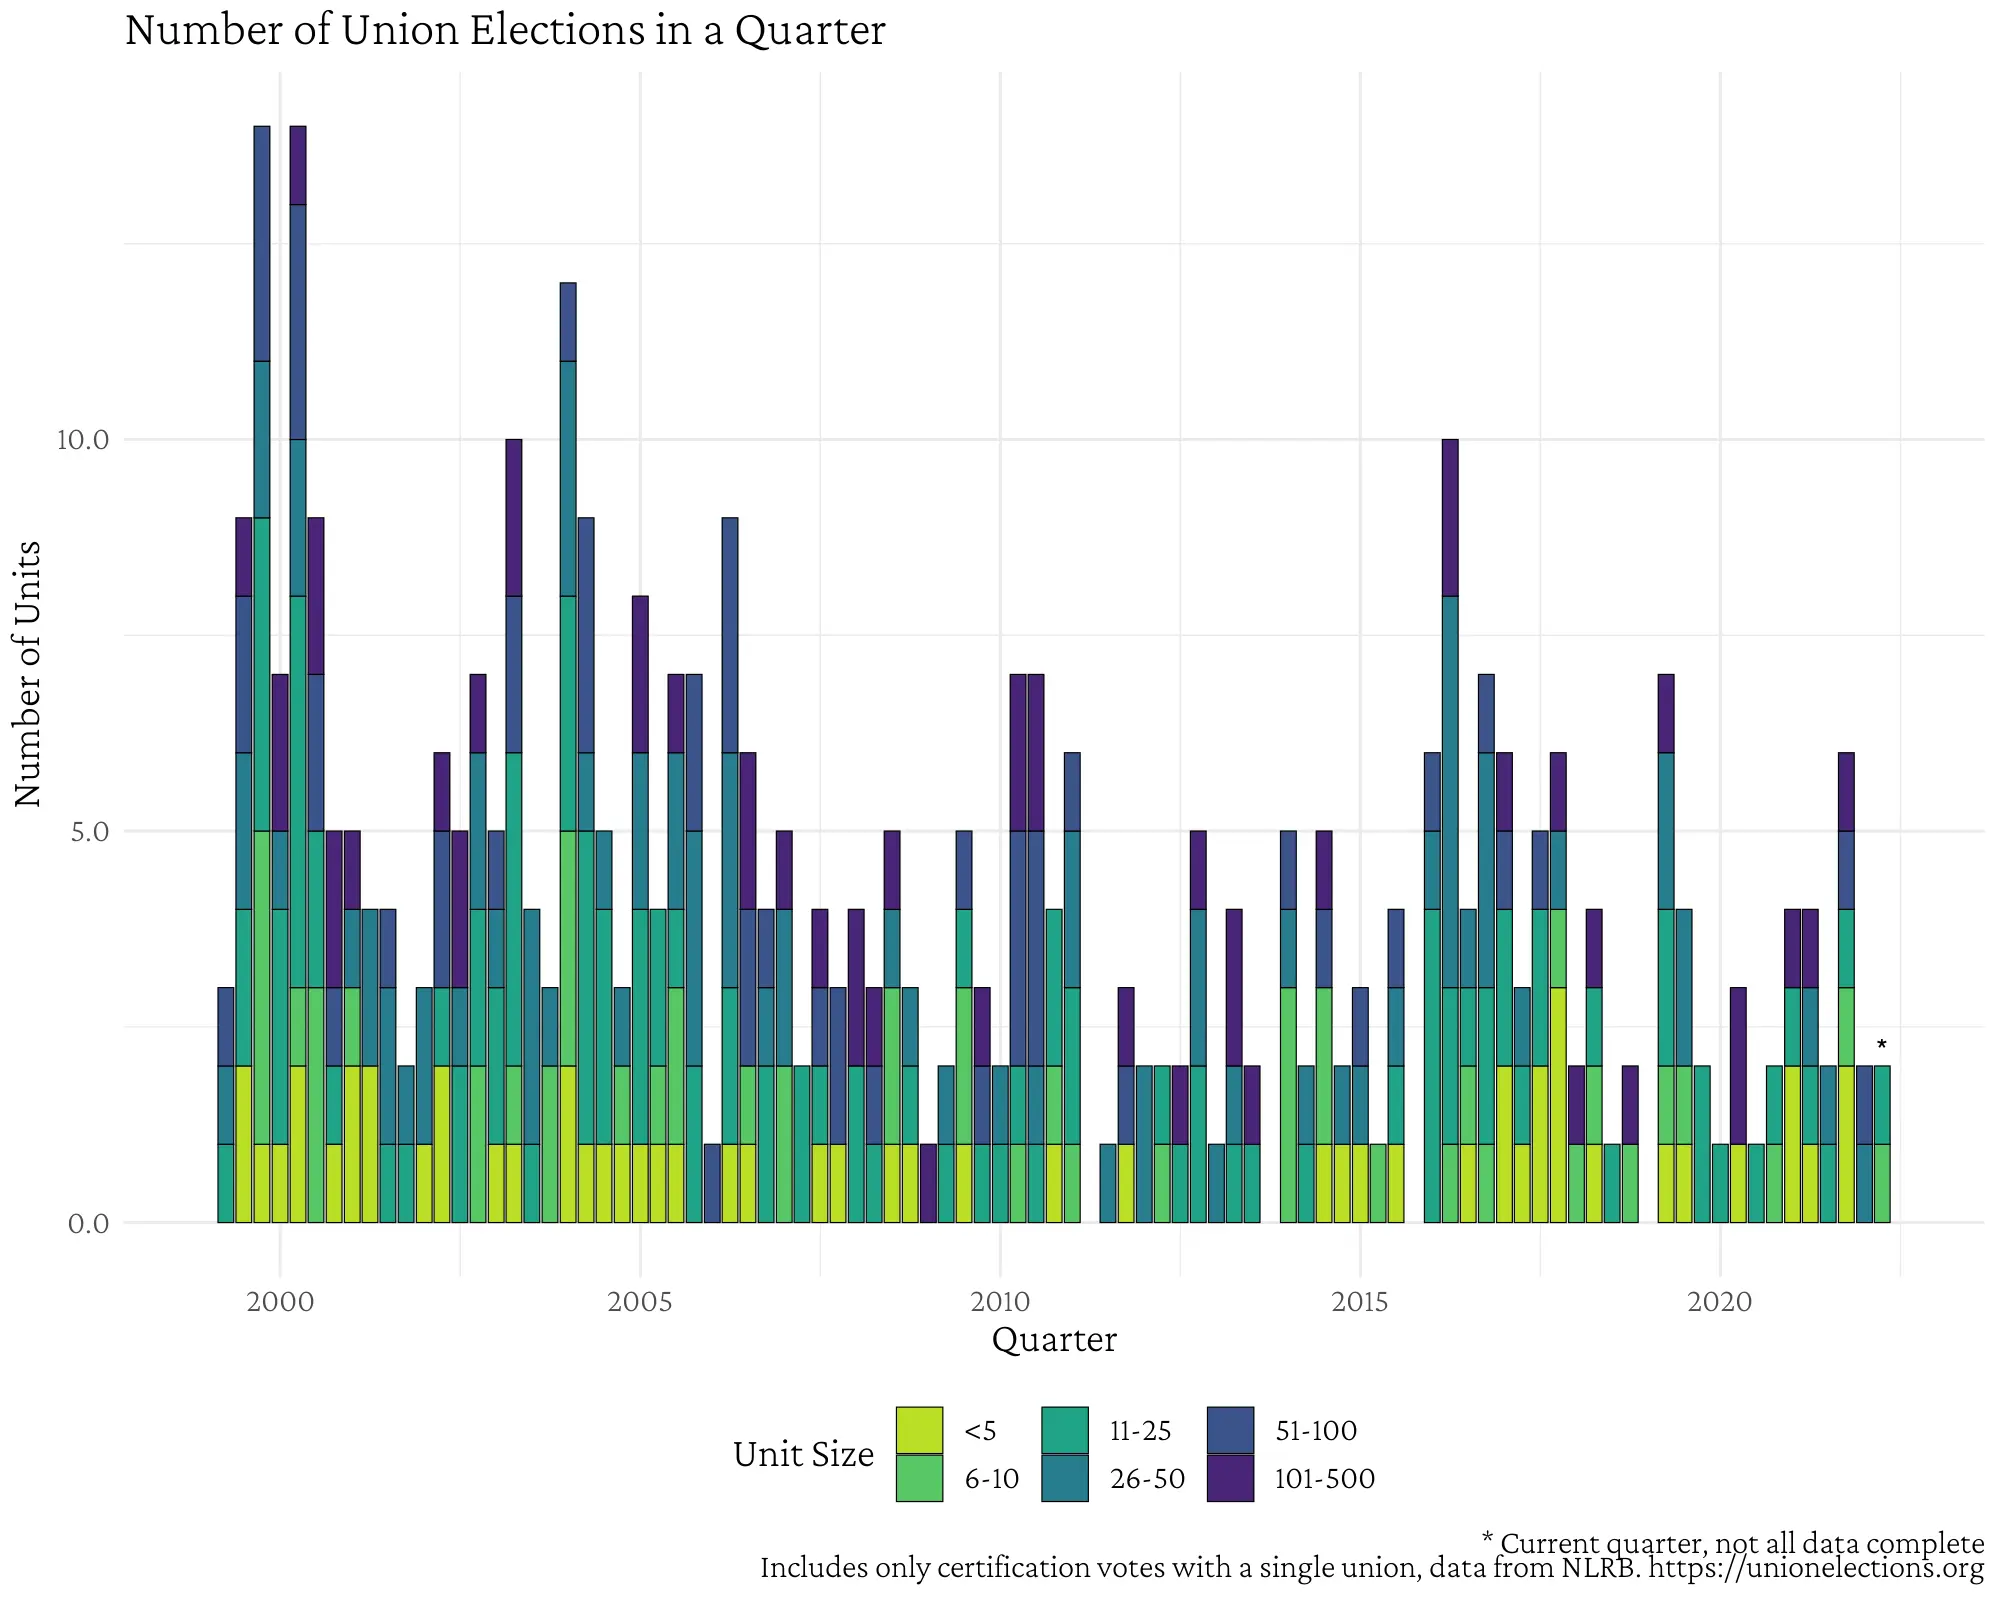 Number of Union Elections in a Quarter
Number of Units
10.0
5.0
0.0
2000 2005 2010 2015 2020
Quarter
*
Unit Size
<5 11-25 51-100
6-10 26-50 101-500
* Current quarter, not all data complete
Includes only certification votes with a single union, data from NLRB. https://unionelections.org